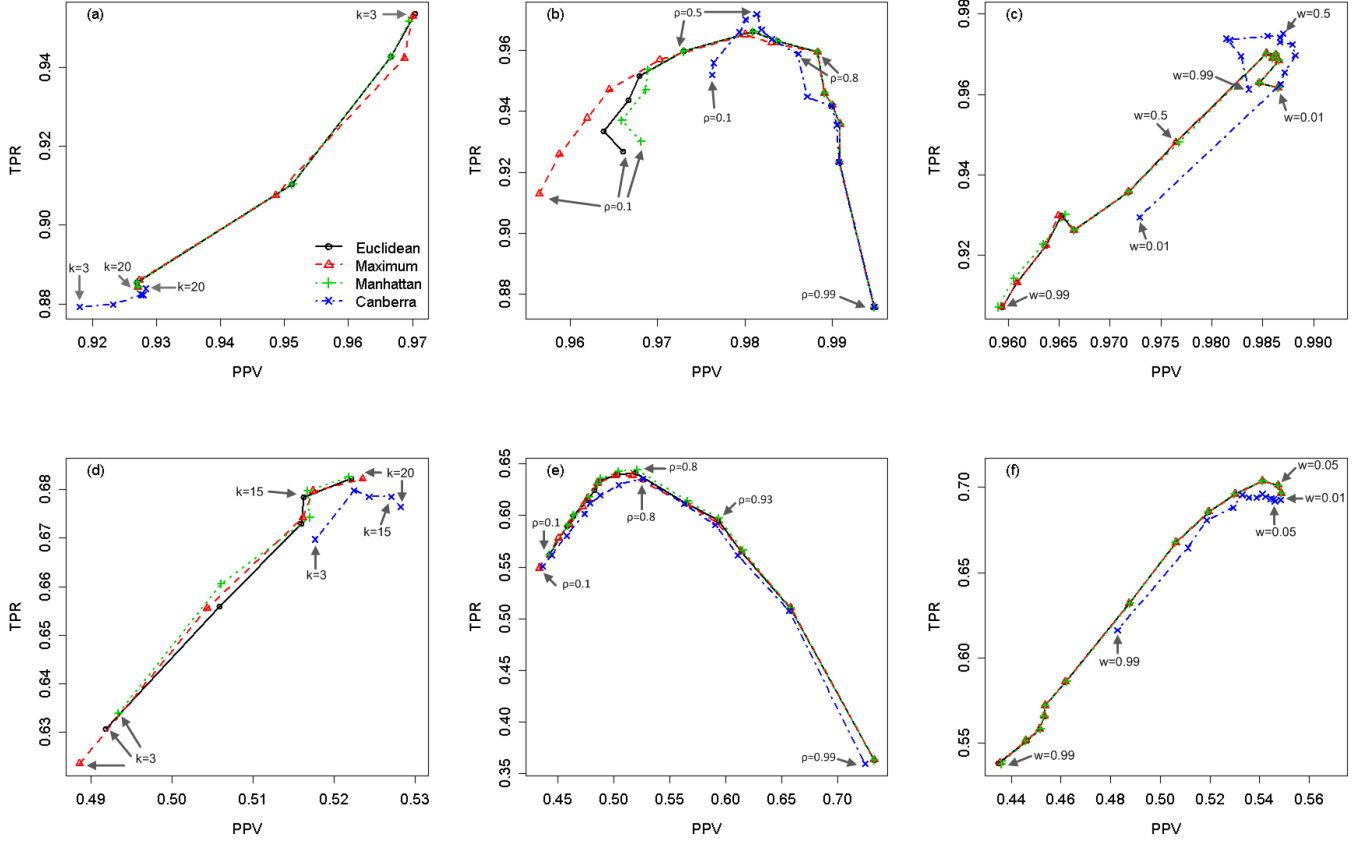 (a)
TPR
0.88 0.90 0.92 0.94
k=3
k=3
k=20
k=20
Euclidean
Maximum
Manhattan
Canberra
0.92 0.93 0.94 0.95 0.96 0.97
PPV
(b)
TPR
0.88 0.90 0.92 0.94 0.96
ρ=0.5
ρ=0.8
ρ=0.1
ρ=0.1
ρ=0.99
0.96 0.97 0.98 0.99
PPV
(c)
TPR
0.92 0.94 0.96 0.98
w=0.5
w=0.99
w=0.5
w=0.01
w=0.01
w=0.99
0.960 0.965 0.970 0.975 0.980 0.985 0.990
PPV
(d)
TPR
0.63 0.64 0.66 0.67 0.68
k=20
k=15
k=15
k=3
k=3
0.49 0.50 0.51 0.52 0.53
PPV
(e)
TPR
0.35 0.40 0.45 0.50 0.55 0.60 0.65
ρ=0.8
ρ=0.93
ρ=0.1
ρ=0.8
ρ=0.1
ρ=0.99
0.45 0.50 0.55 0.60 0.65 0.70
PPV
(f)
TPR
0.55 0.60 0.65 0.70
w=0.05
w=0.01
w=0.05
w=0.99
w=0.99
0.44 0.46 0.48 0.50 0.52 0.54 0.56
PPV